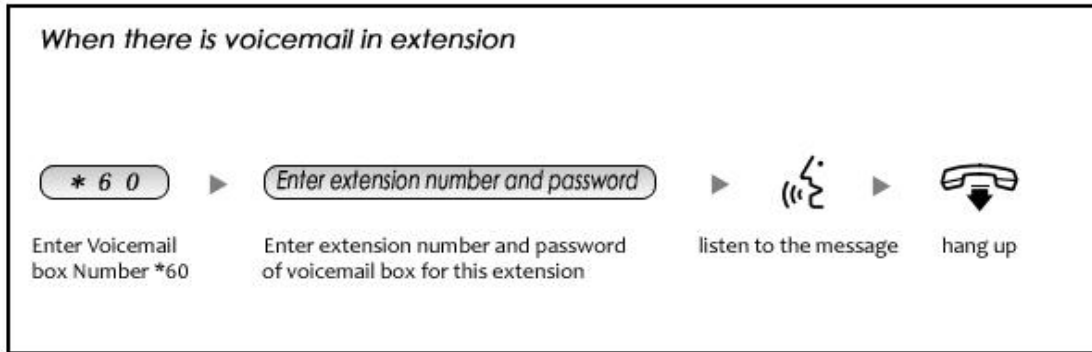 When there is voicemail in extension
* 6 0
Enter extension number and password
Enter Voicemail
box Number *60
Enter extension number and password
of voicemail box for this extension
listen to the message
hang up